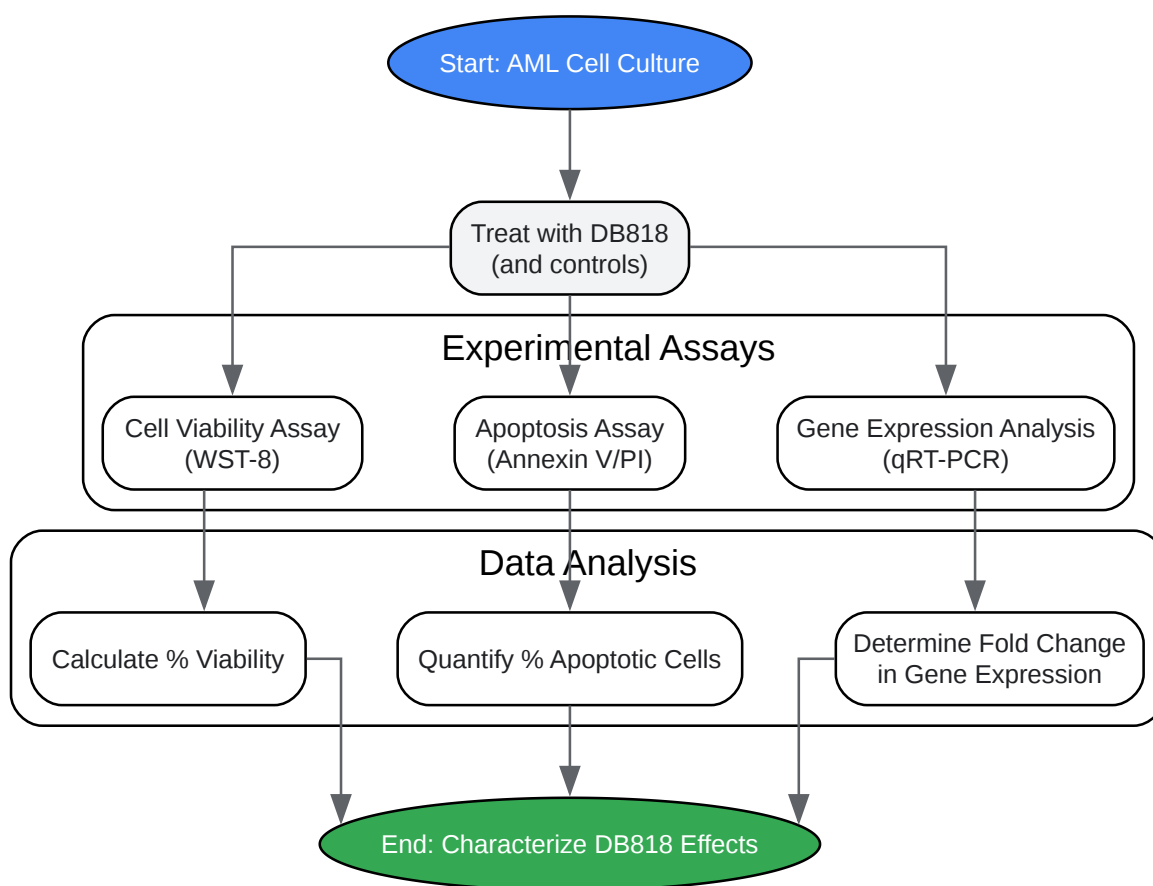 Start: AML Cell Culture
Treat with DB818
(and controls)
Experimental Assays
Cell Viability Assay
(WST-8)
Apoptosis Assay
(Annexin V/PI)
Gene Expression Analysis
(qRT-PCR)
Data Analysis
Calculate % Viability
Quantify % Apoptotic Cells
Determine Fold Change
in Gene Expression
End: Characterize DB818 Effects